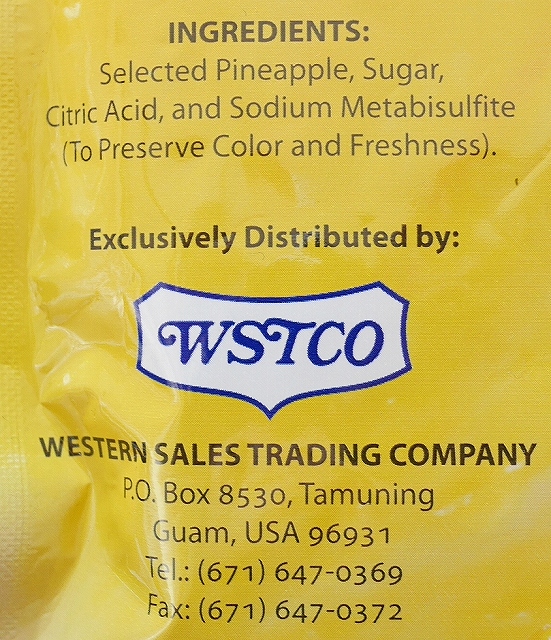 INGREDIENTS:
Selected Pineapple, Sugar,
Citric Acid, and Sodium Metabisulfite
(To Preserve Color and Freshness).
Exclusively Distributed by:
WSTCO
WESTERN SALES TRADING COMPANY
P.O. Box 8530, Tamuning
Guam, USA 96931
Tel.: (671) 647-0369
Fax: (671) 647-0372